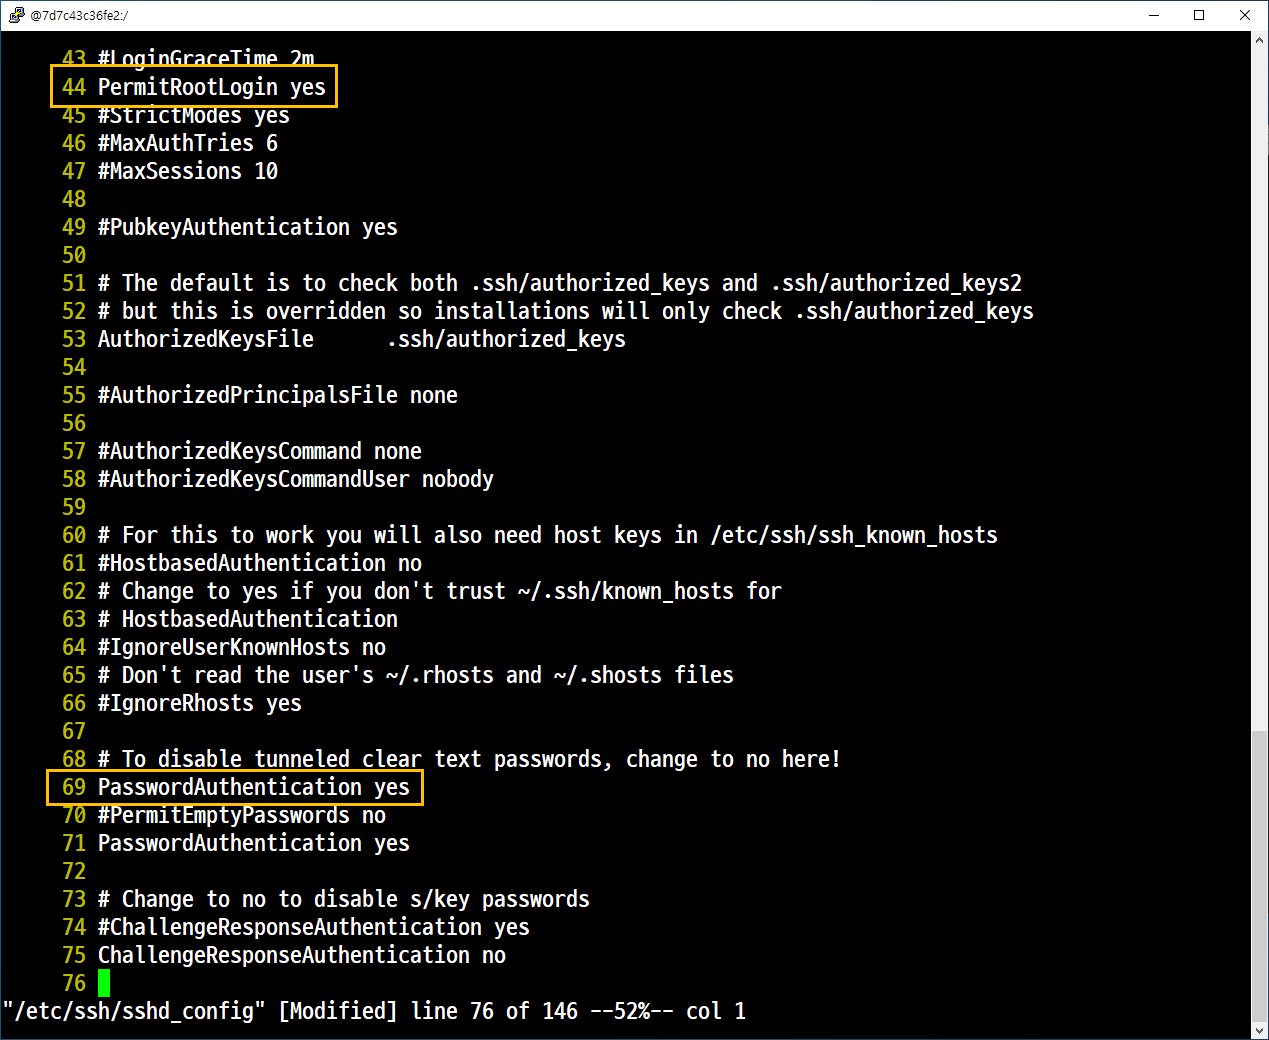 @7d7c43c36fe2:/
43 #LoginGraceTime 2m
44 PermitRootLogin yes
45 #StrictModes yes
46 #MaxAuthTries 6
47 #MaxSessions 10
48
49 #PubkeyAuthentication yes
50
51 # The default is to check both .ssh/authorized_keys and .ssh/authorized_keys2
52 # but this is overridden so installations will only check .ssh/authorized_keys
53 AuthorizedKeysFile      .ssh/authorized_keys
54
55 #AuthorizedPrincipalsFile none
56
57 #AuthorizedKeysCommand none
58 #AuthorizedKeysCommandUser nobody
59
60 # For this to work you will also need host keys in /etc/ssh/ssh_known_hosts
61 #HostbasedAuthentication no
62 # Change to yes if you don't trust ~/.ssh/known_hosts for
63 # HostbasedAuthentication
64 #IgnoreUserKnownHosts no
65 # Don't read the user's ~/.rhosts and ~/.shosts files
66 #IgnoreRhosts yes
67
68 # To disable tunneled clear text passwords, change to no here!
69 PasswordAuthentication yes
70 #PermitEmptyPasswords no
71 PasswordAuthentication yes
72
73 # Change to no to disable s/key passwords
74 #ChallengeResponseAuthentication yes
75 ChallengeResponseAuthentication no
76
"/etc/ssh/sshd_config" [Modified] line 76 of 146 --52%-- col 1